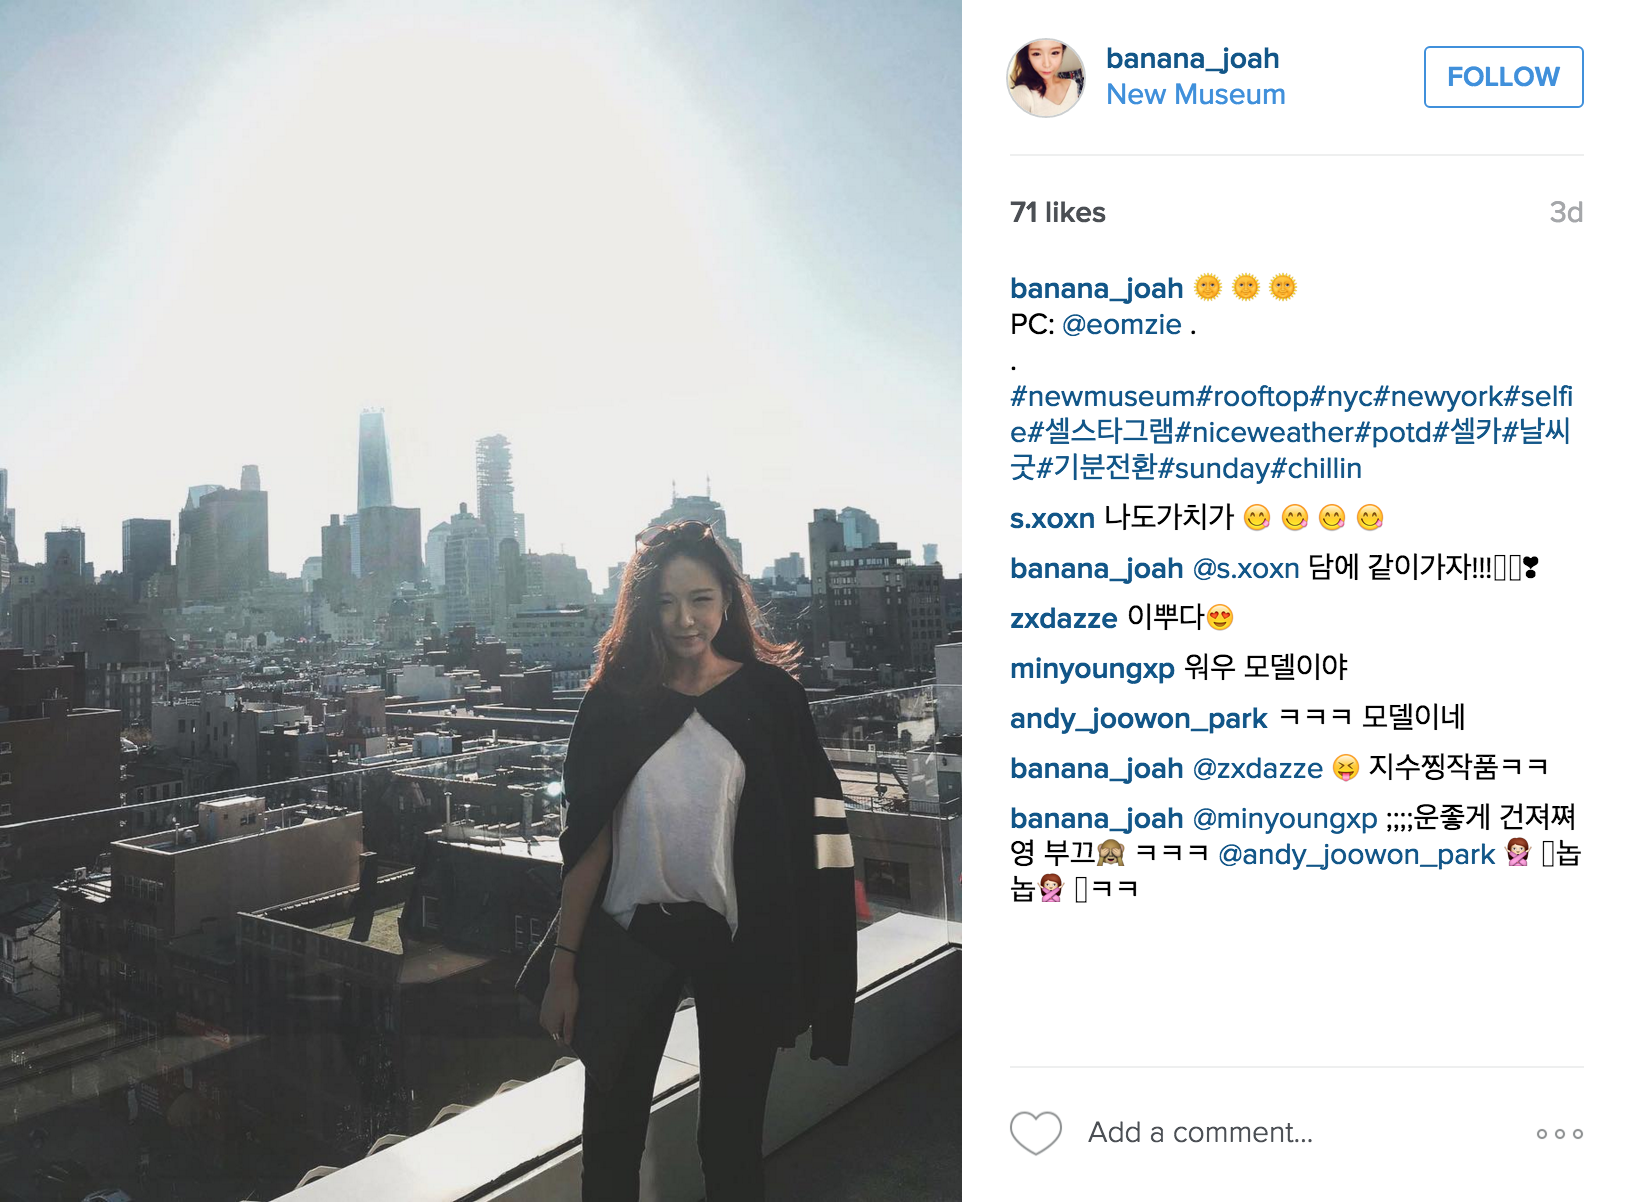 banana_joah
New Museum
FOLLOW
71 likes
3d
banana_joah 🌞 🌞 🌞
PC: @eomzie .
.
#newmuseum#rooftop#nyc#newyork#selfi
e#셀스타그램#niceweather#potd#셀카#날씨
굿#기분전환#sunday#chillin
s.xoxn 나도가치가 😋 😋 😋 😋
banana_joah @s.xoxn 담에 같이가자!!!▯▯❣
zxdazze 이뿌다😍
minyoungxp 워우 모델이야
andy_joowon_park ㅋㅋㅋ 모델이네
banana_joah @zxdazze 😝 지수찡작품ㅋㅋ
banana_joah @minyoungxp ;;;;운좋게 건져쪄
영 부끄🙈 ㅋㅋㅋ @andy_joowon_park 🙅 ▯놉
놉🙅 ▯ㅋㅋ
Add a comment...